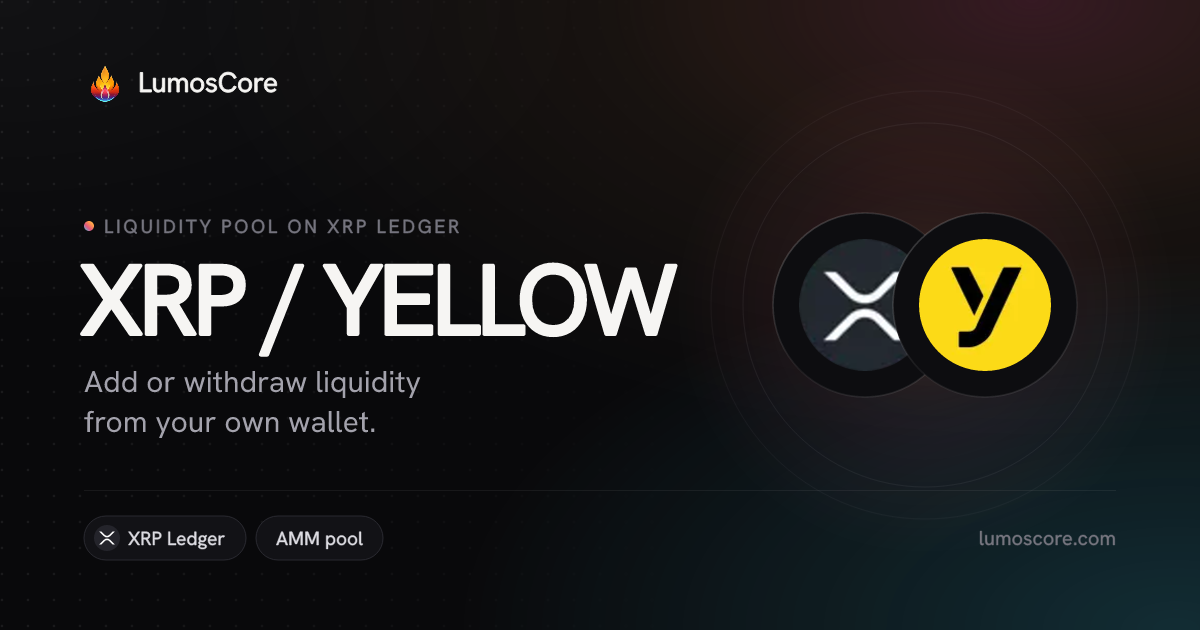 LumosCore
LIQUIDITY POOL ON XRP LEDGER
XRP / YELLOW
Add or withdraw liquidity
from your own wallet.
y
XRP Ledger
AMM pool
lumoscore.com